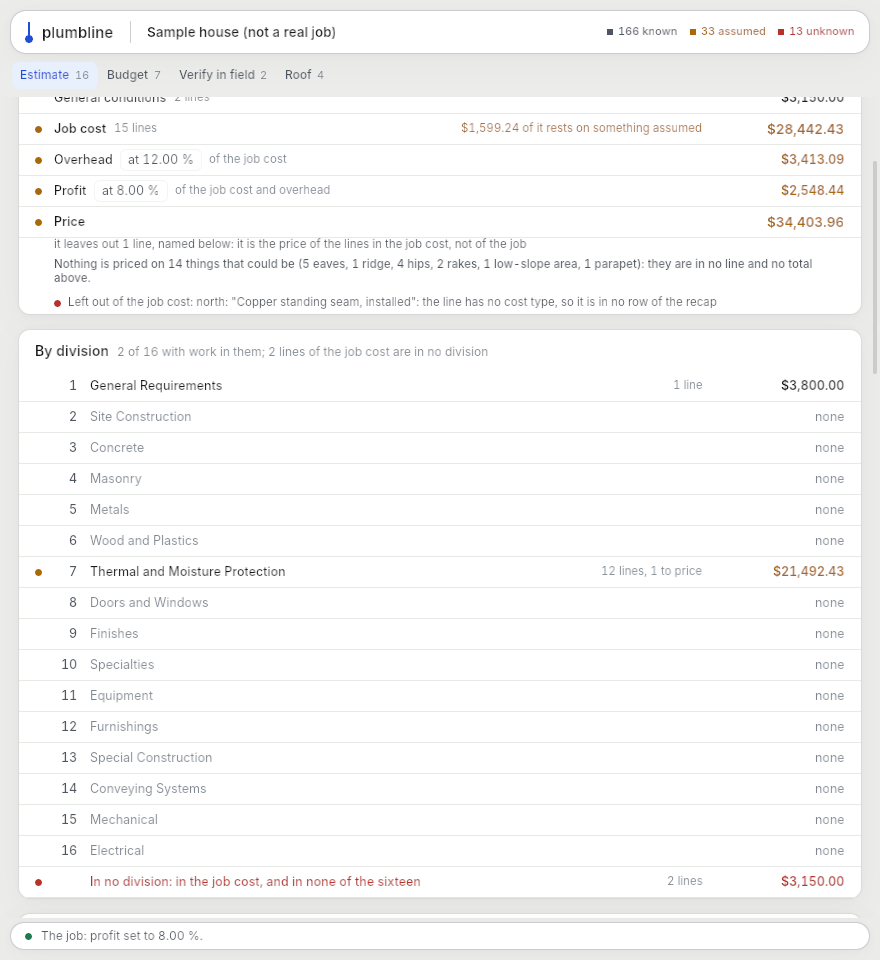 plumbline
Sample house (not a real job)
166 known
33 assumed
13 unknown
Estimate 16
Budget 7
Verify in field 2
Roof 4
General conditions 2 lines $3,150.00
Job cost 15 lines $1,599.24 of it rests on something assumed $28,442.43
Overhead at 12.00 % of the job cost $3,413.09
Profit at 8.00 % of the job cost and overhead $2,548.44
Price $34,403.96
it leaves out 1 line, named below: it is the price of the lines in the job cost, not of the job
Nothing is priced on 14 things that could be (5 eaves, 1 ridge, 4 hips, 2 rakes, 1 low-slope area, 1 parapet): they are in no line and no total
above.
Left out of the job cost: north: "Copper standing seam, installed": the line has no cost type, so it is in no row of the recap
By division 2 of 16 with work in them; 2 lines of the job cost are in no division
1 General Requirements 1 line $3,800.00
2 Site Construction none
3 Concrete none
4 Masonry none
5 Metals none
6 Wood and Plastics none
7 Thermal and Moisture Protection 12 lines, 1 to price $21,492.43
8 Doors and Windows none
9 Finishes none
10 Specialties none
11 Equipment none
12 Furnishings none
13 Special Construction none
14 Conveying Systems none
15 Mechanical none
16 Electrical none
In no division: in the job cost, and in none of the sixteen 2 lines $3,150.00
The job: profit set to 8.00 %.